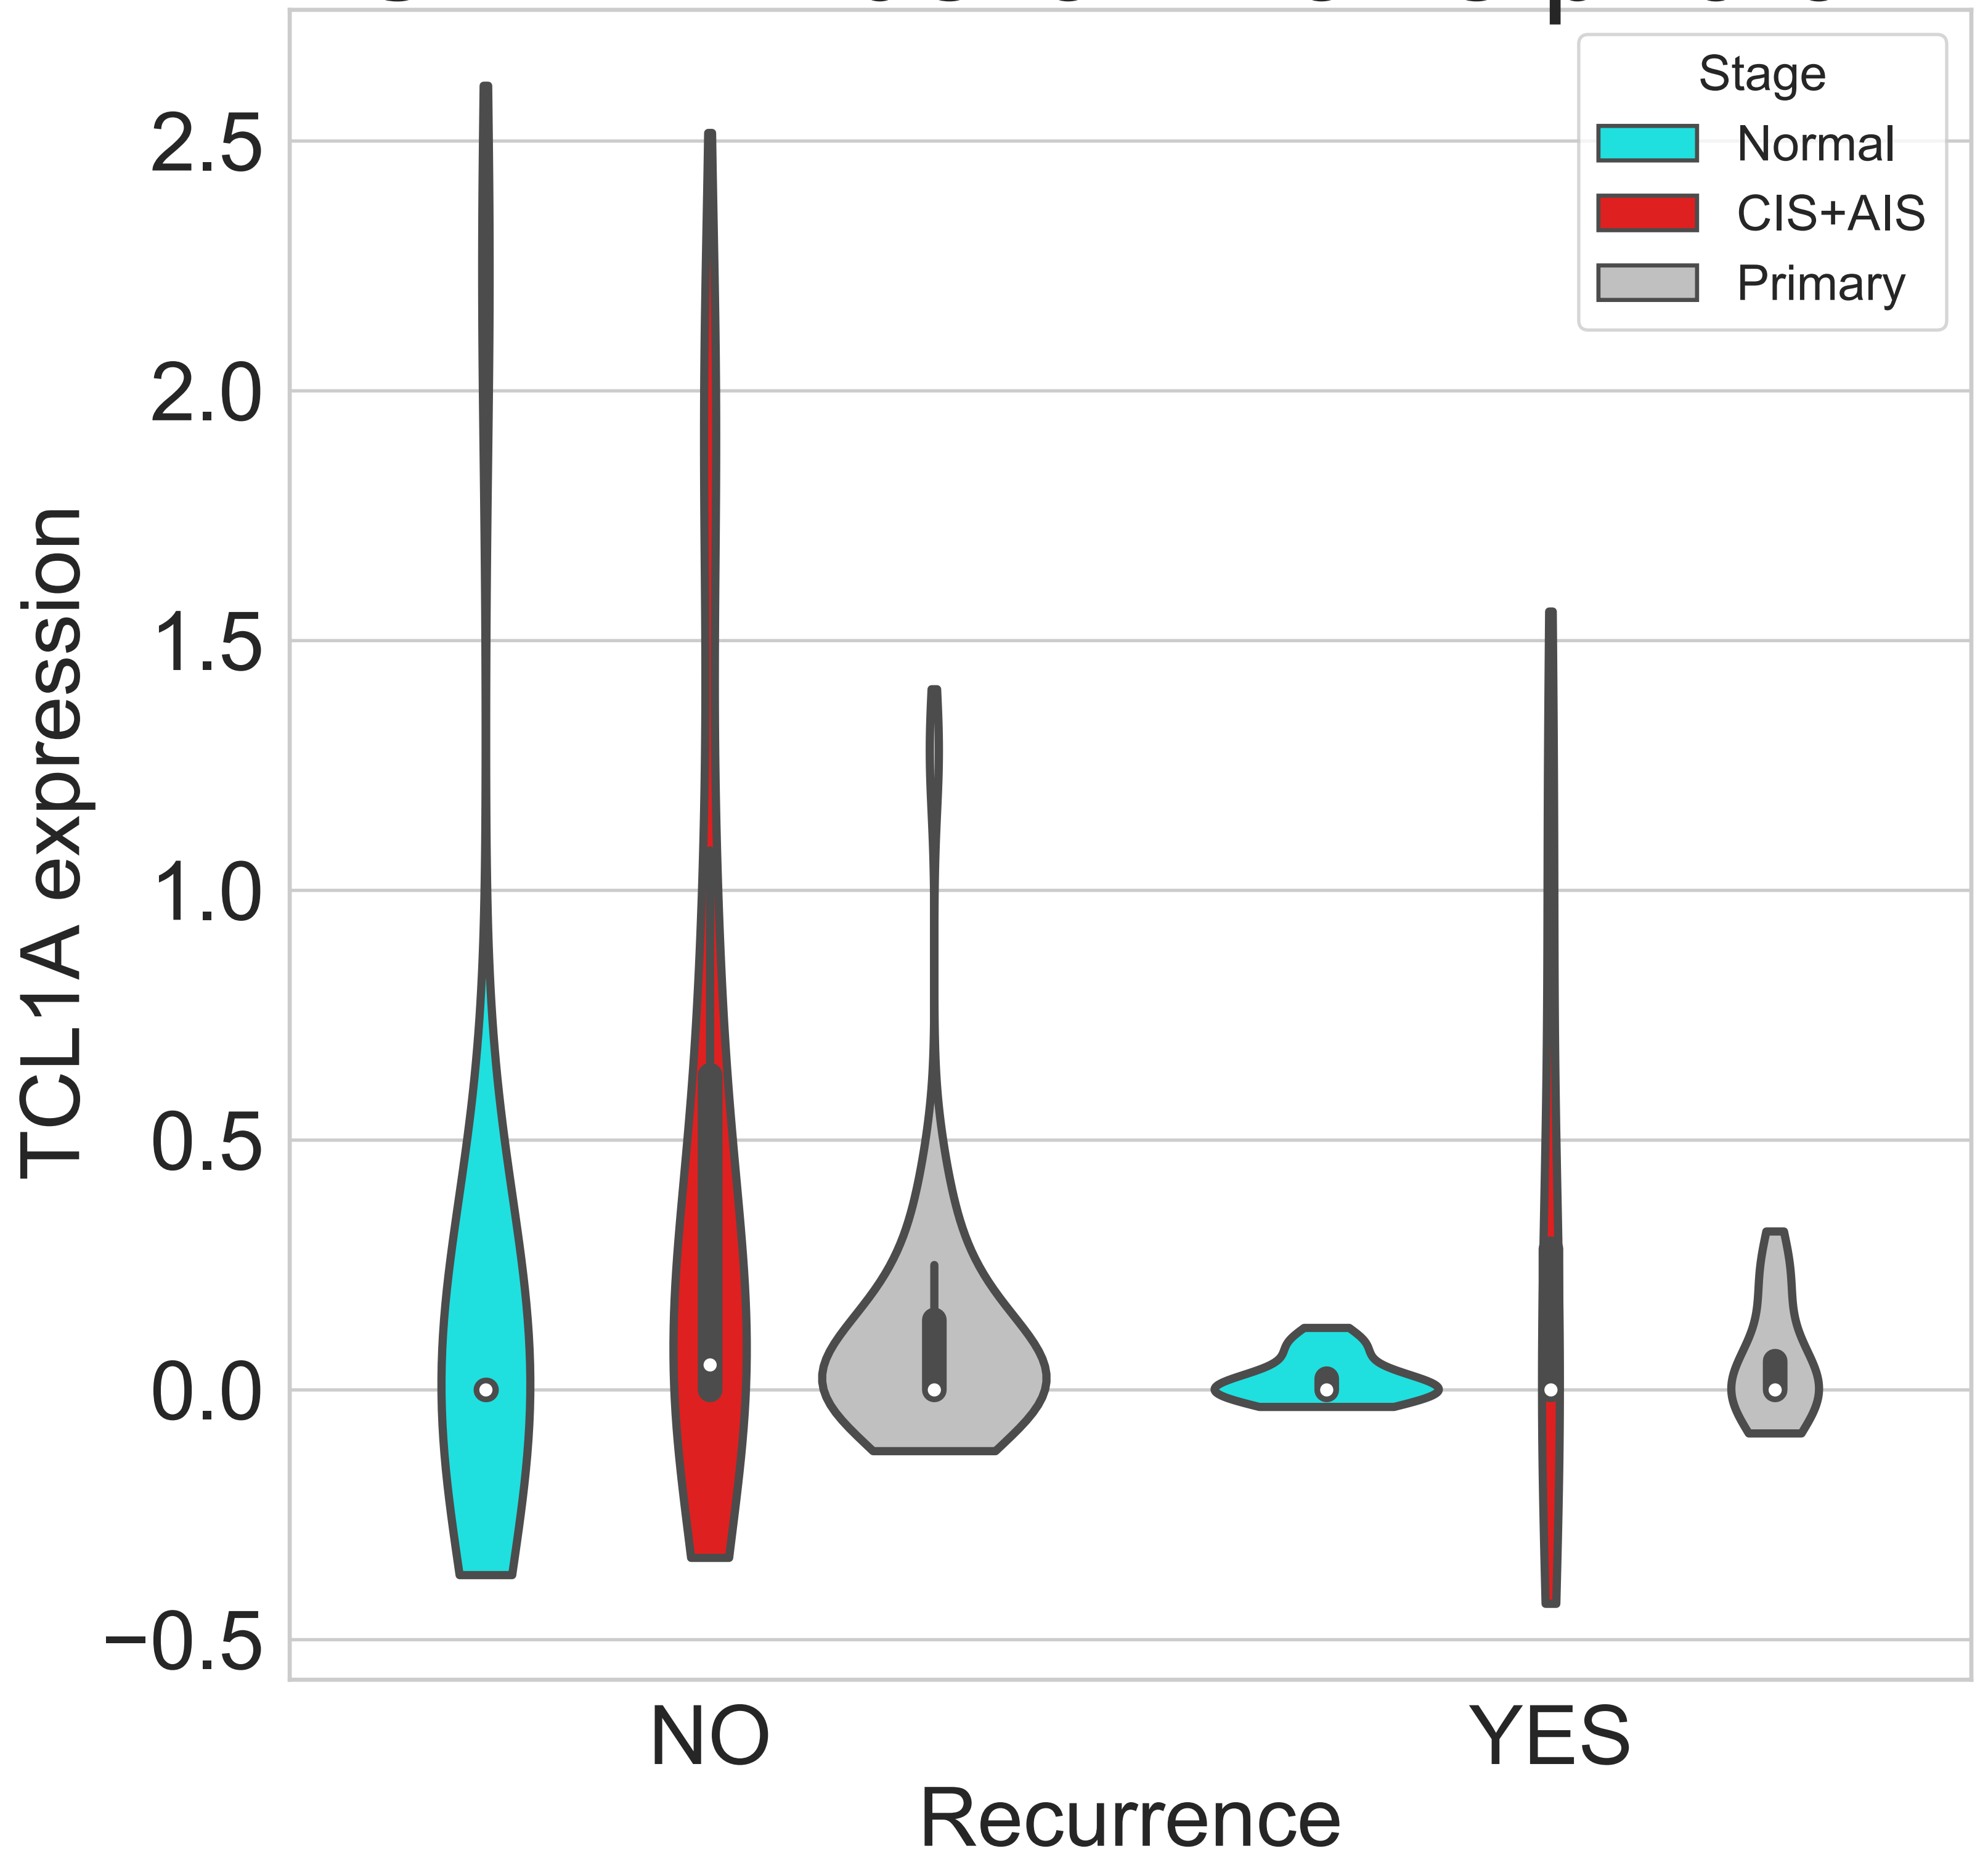 Stage
Normal
CIS+AIS
Primary
2.5
2.0
1.5
1.0
0.5
0.0
−0.5
TCL1A expression
NO
YES
Recurrence